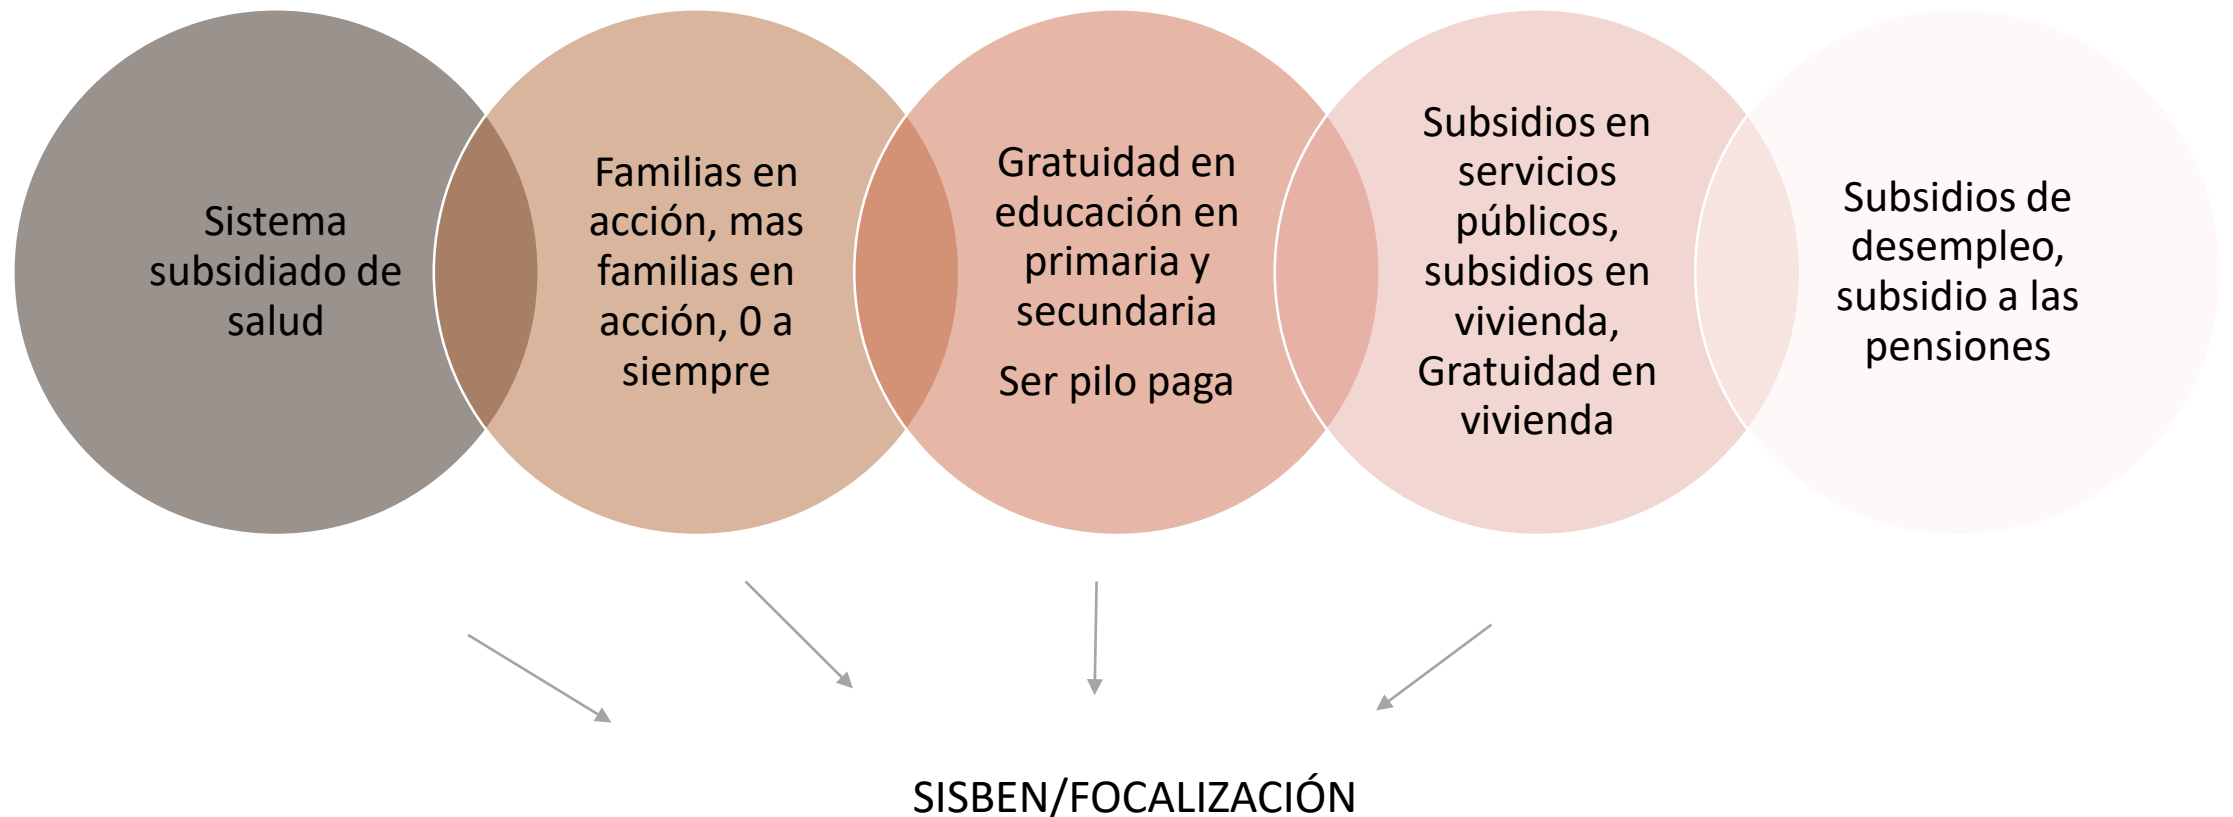 Sistema
subsidiado de
salud
Familias en
acción, mas
familias en
acción, 0 a
siempre
Gratuidad en
educación en
primaria y
secundaria
Ser pilo paga
Subsidios en
servicios
públicos,
subsidios en
vivienda,
Gratuidad en
vivienda
Subsidios de
desempleo,
subsidio a las
pensiones
SISBEN/FOCALIZACIÓN